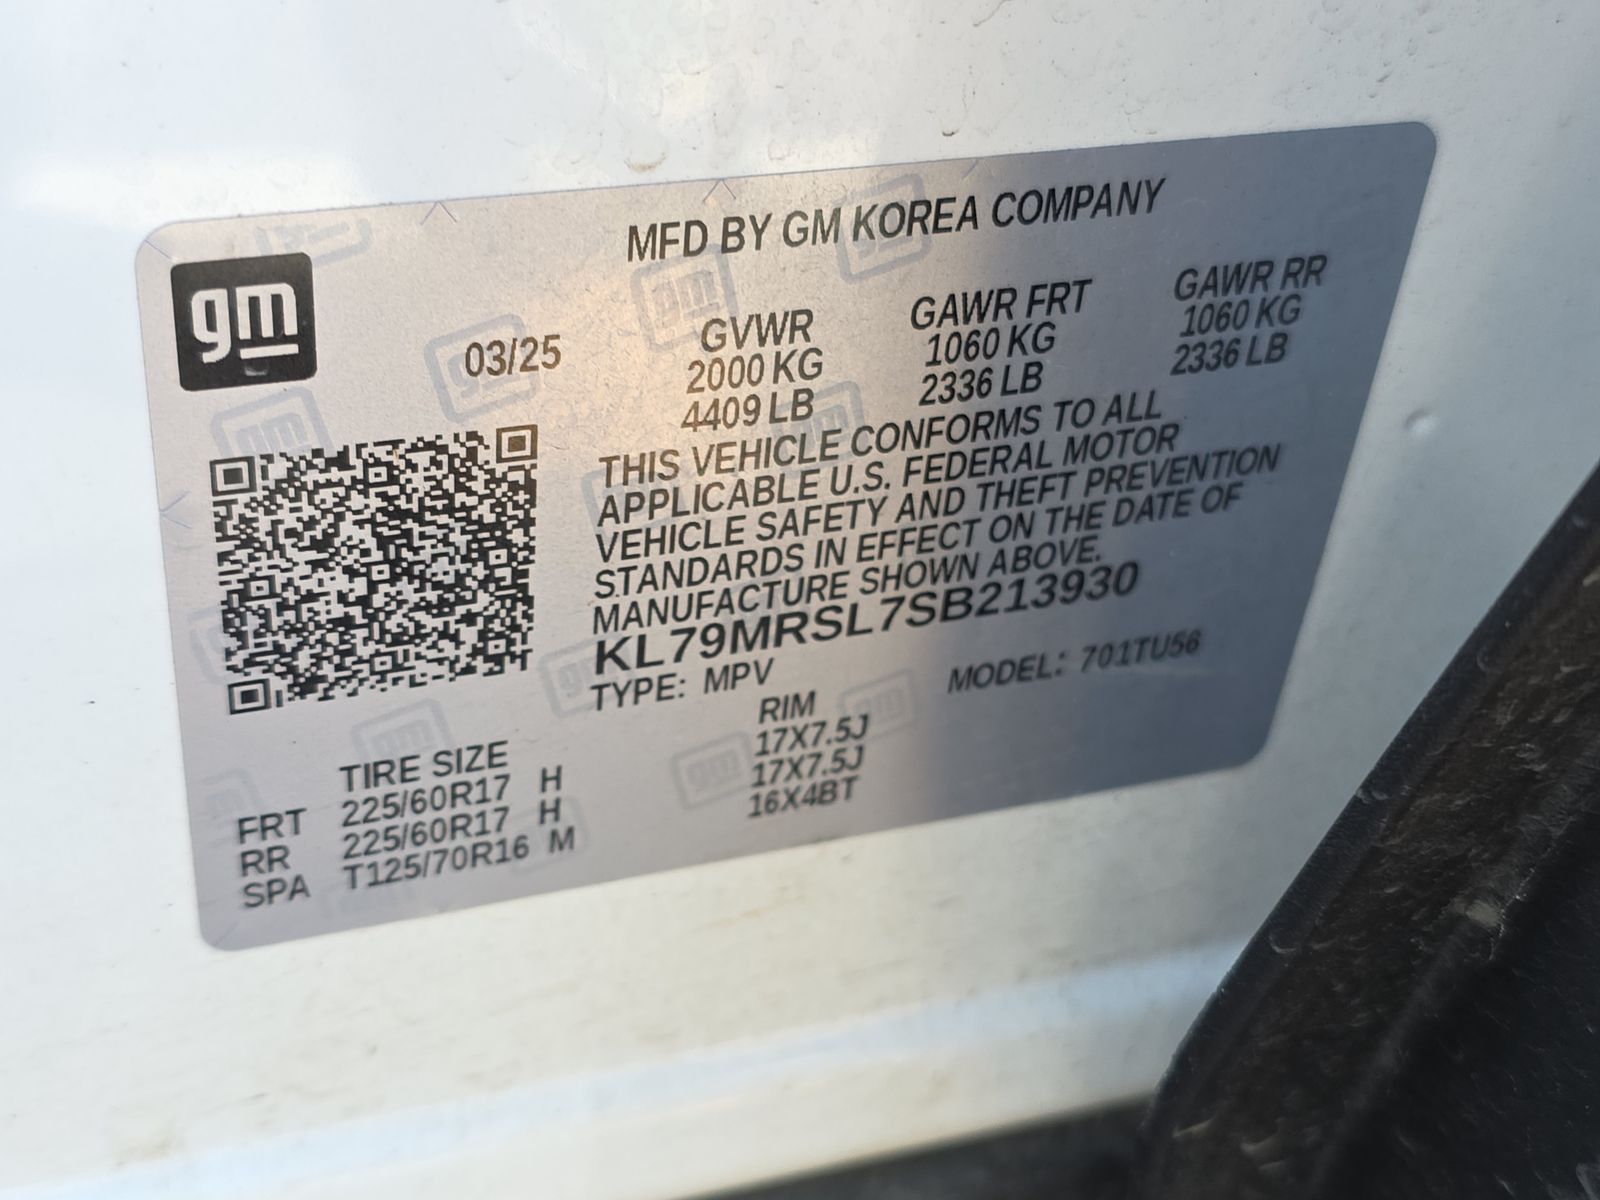 MFD BY GM KOREA COMPANY
gm
03/25
GVWR GAWR FRT GAWR RR
2000 KG 1060 KG 1060 KG
4409 LB 2336 LB 2336 LB
THIS VEHICLE CONFORMS TO ALL
APPLICABLE U.S. FEDERAL MOTOR
VEHICLE SAFETY AND THEFT PREVENTION
STANDARDS IN EFFECT ON THE DATE OF
MANUFACTURE SHOWN ABOVE.
KL79MRSL7SB213930
TYPE: MPV MODEL: 701TU56
TIRE SIZE RIM
FRT 225/60R17 H 17X7.5J
RR 225/60R17 H 17X7.5J
SPA T125/70R16 M 16X4BT